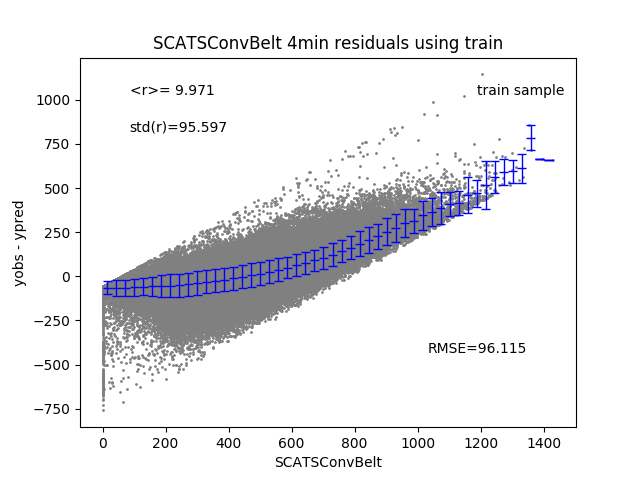 SCATSConvBelt 4min residuals using train
<r>= 9.971
train sample
std(r)=95.597
RMSE=96.115
yobs - ypred
1000
750
500
250
0
−250
−500
−750
0 200 400 600 800 1000 1200 1400
SCATSConvBelt